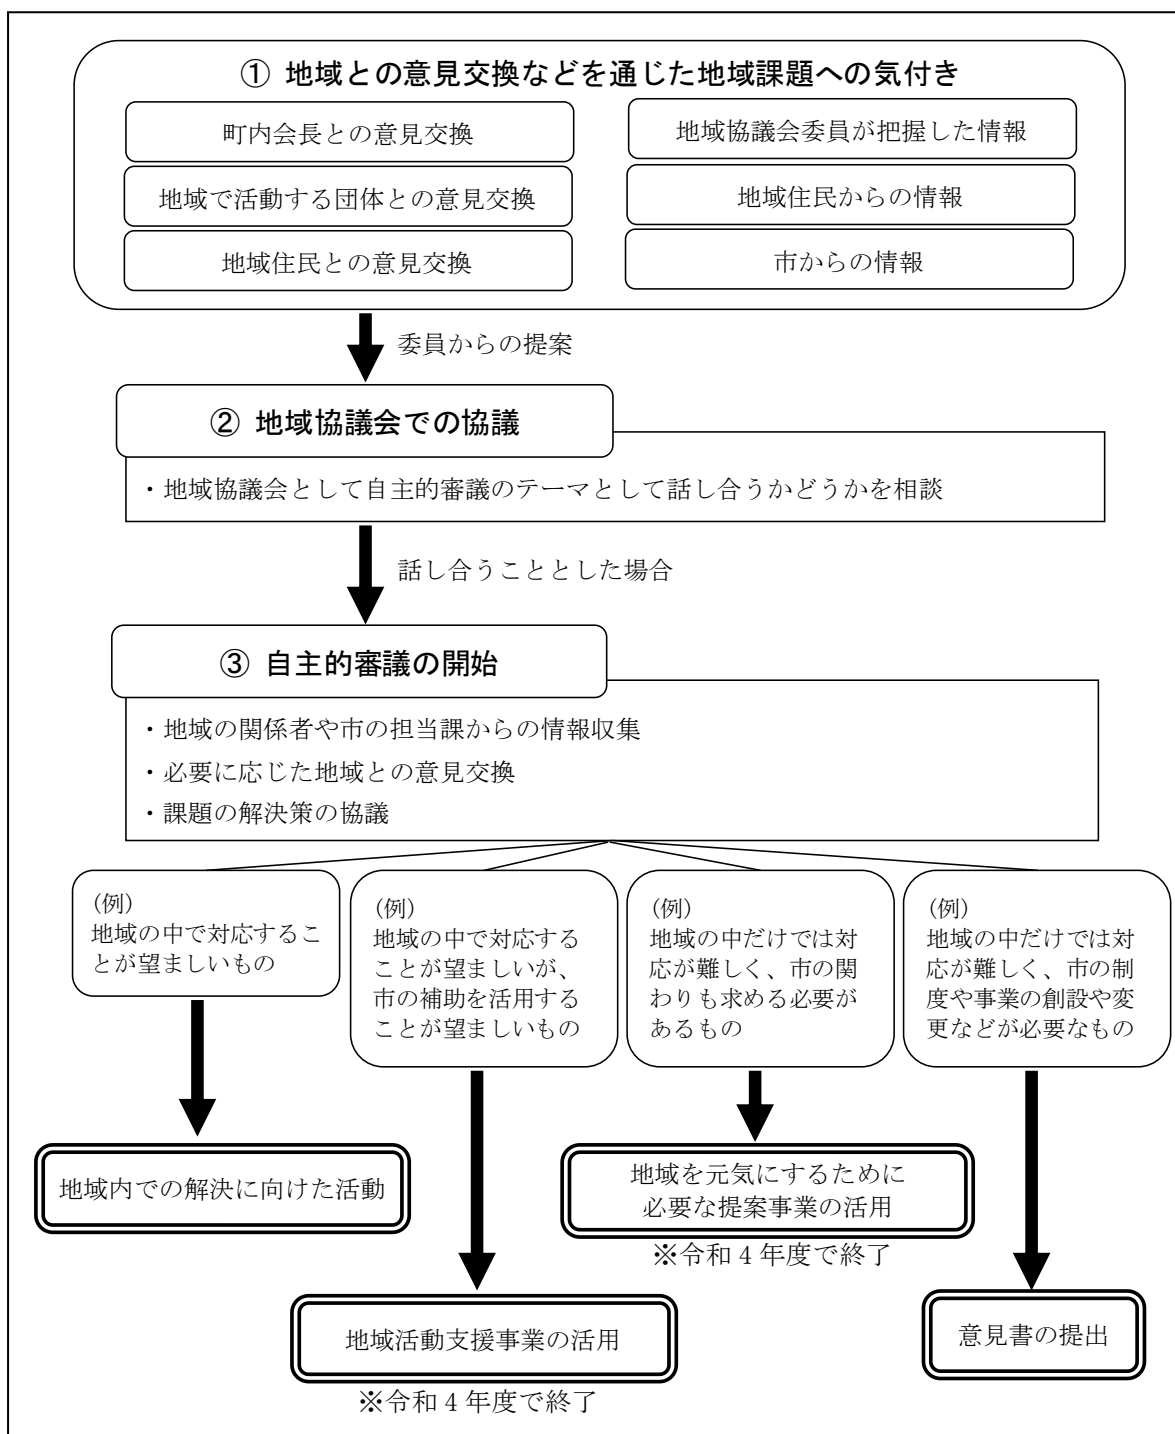 ① 地域との意見交換などを通じた地域課題への気付き
町内会長との意見交換
地域で活動する団体との意見交換
地域住民との意見交換
地域協議会委員が把握した情報
地域住民からの情報
市からの情報
委員からの提案
② 地域協議会での協議
・地域協議会として自主的審議のテーマとして話し合うかどうかを相談
話し合うこととした場合
③ 自主的審議の開始
・地域の関係者や市の担当課からの情報収集
・必要に応じた地域との意見交換
・課題の解決策の協議
(例)
地域の中で対応するこ
とが望ましいもの
(例)
地域の中で対応する
ことが望ましいが、
市の補助を活用する
ことが望ましいもの
(例)
地域の中だけでは対
応が難しく、市の関
わりも求める必要が
あるもの
(例)
地域の中だけでは対
応が難しく、市の制
度や事業の創設や変
更などが必要なもの
地域内での解決に向けた活動
地域活動支援事業の活用
※令和4年度で終了
地域を元気にするために
必要な提案事業の活用
※令和4年度で終了
意見書の提出